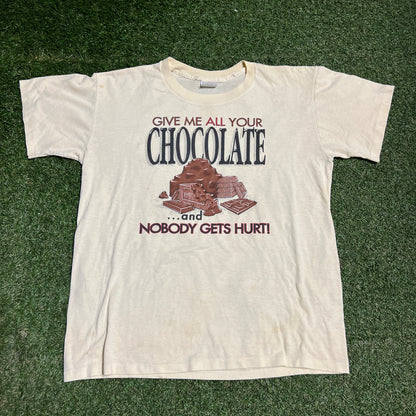 GIVE ME ALL YOUR
CHOCOLATE
...and
NOBODY GETS HURT!